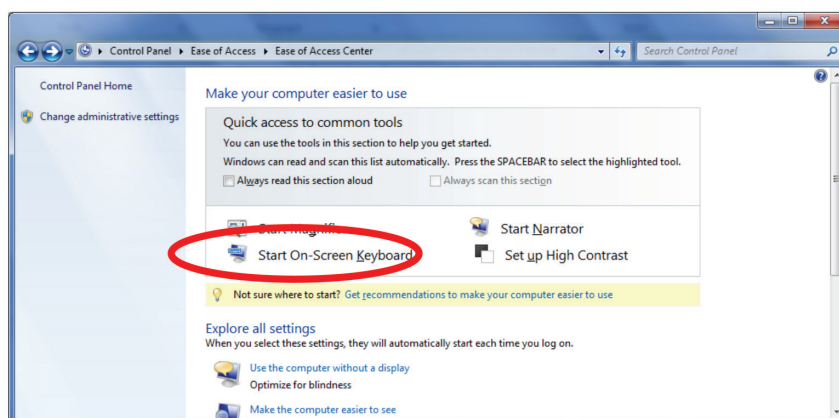 Control Panel Ease of Access Ease of Access Center Search Control Panel
Control Panel Home
Change administrative settings
Make your computer easier to use
Quick access to common tools
You can use the tools in this section to help you get started.
Windows can read and scan this list automatically. Press the SPACEBAR to select the highlighted tool.
Always read this section aloud Always scan this section
Start Narrator
Start On-Screen Keyboard Set up High Contrast
Not sure where to start? Get recommendations to make your computer easier to use
Explore all settings
When you select these settings, they will automatically start each time you log on.
Use the computer without a display
Optimize for blindness
Make the computer easier to see